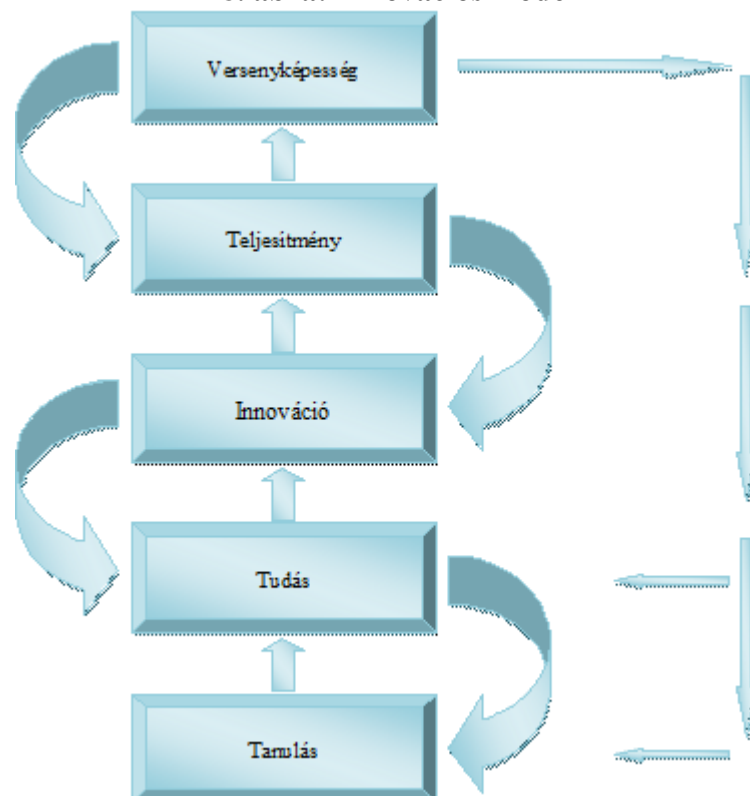 Versenyképesség
Teljesítmény
Innováció
Tudás
Tanulás